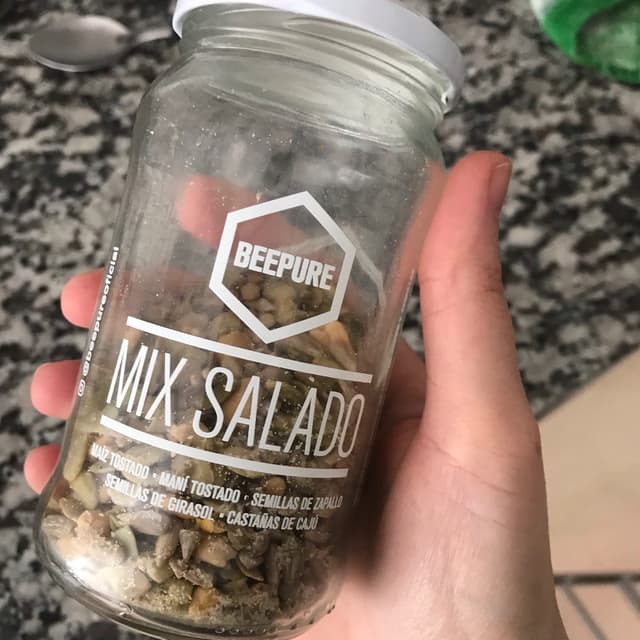 BEEPURE
MIX SALADO
MAÍZ TOSTADO • MANÍ TOSTADO • SEMILLAS DE ZAPALLO
SEMILLAS DE GIRASOL • CASTAÑAS DE CAJÚ
@beepureoficial